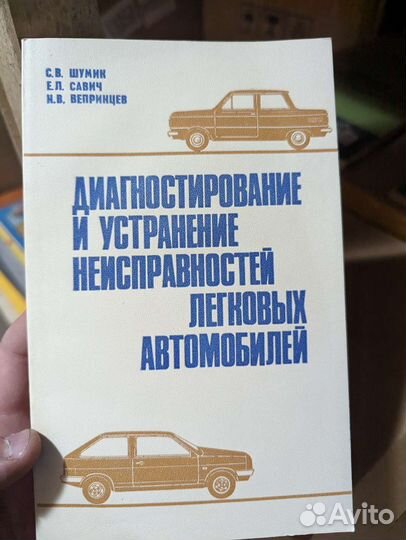 С.В. ШУМИК
Е.Л. САВИЧ
Н.В. ВЕПРИНЦЕВ
ДИАГНОСТИРОВАНИЕ
И УСТРАНЕНИЕ
НЕИСПРАВНОСТЕЙ
ЛЕГКОВЫХ
АВТОМОБИЛЕЙ
Avito